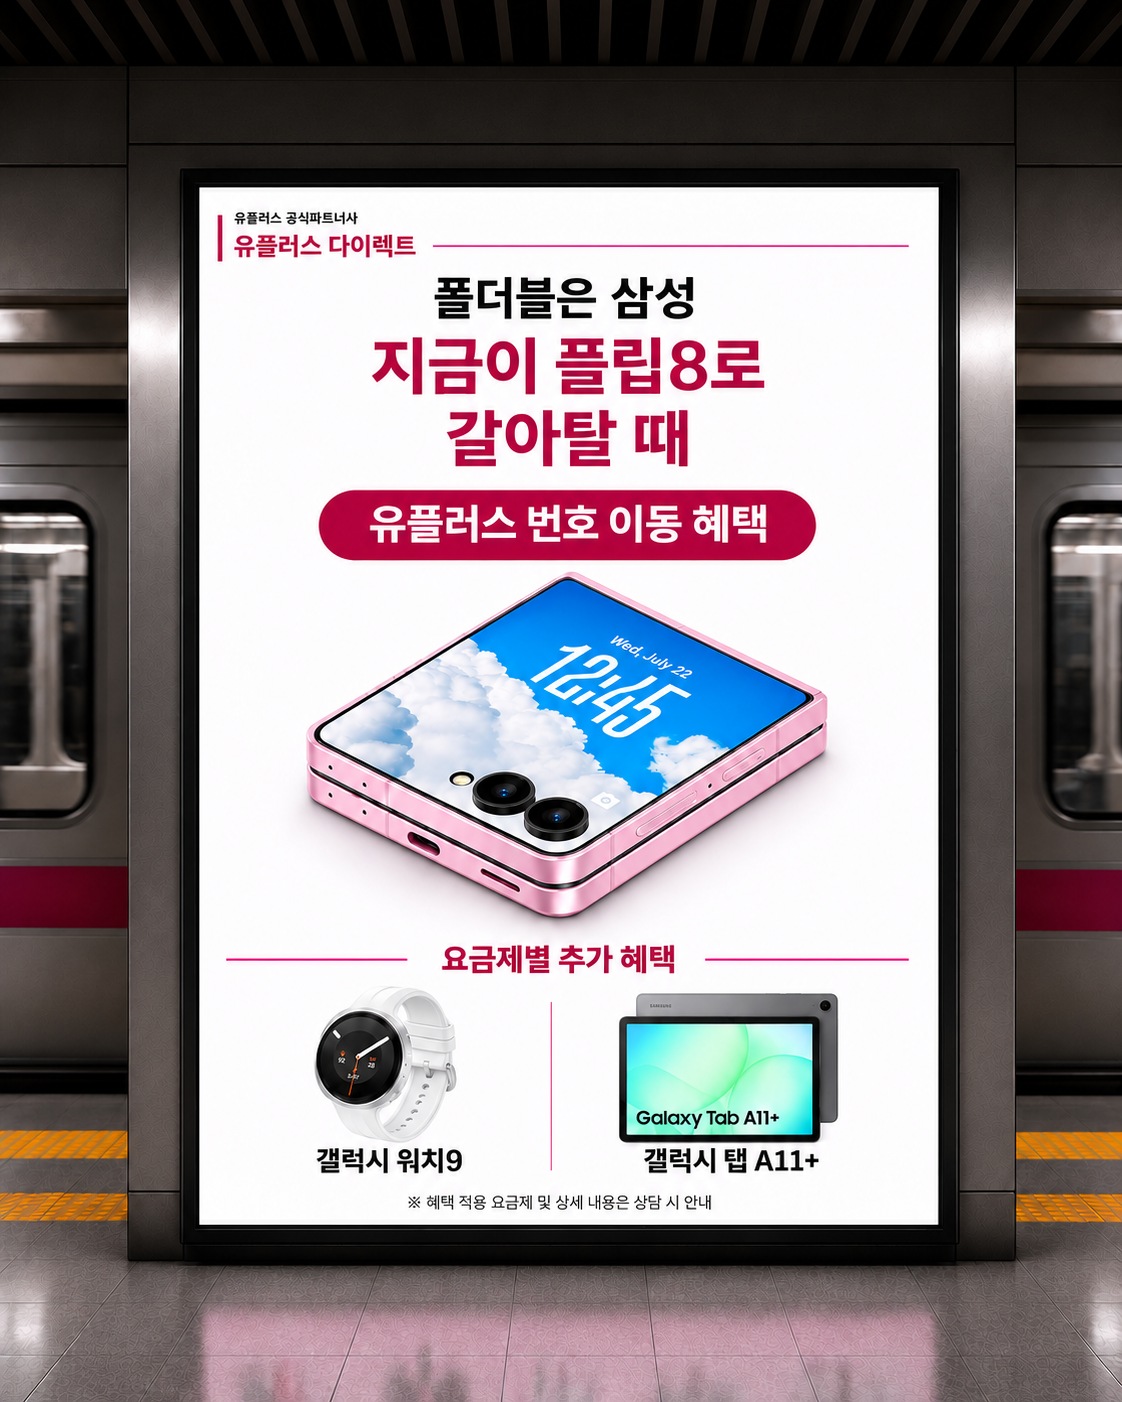 유플러스 공식파트너사
유플러스 다이렉트
폴더블은 삼성
지금이 플립8로
갈아탈 때
유플러스 번호 이동 혜택
Wed, July 22
12:45
요금제별 추가 혜택
SAMSUNG
Galaxy Tab A11+
갤럭시 워치9
갤럭시 탭 A11+
※ 혜택 적용 요금제 및 상세 내용은 상담 시 안내